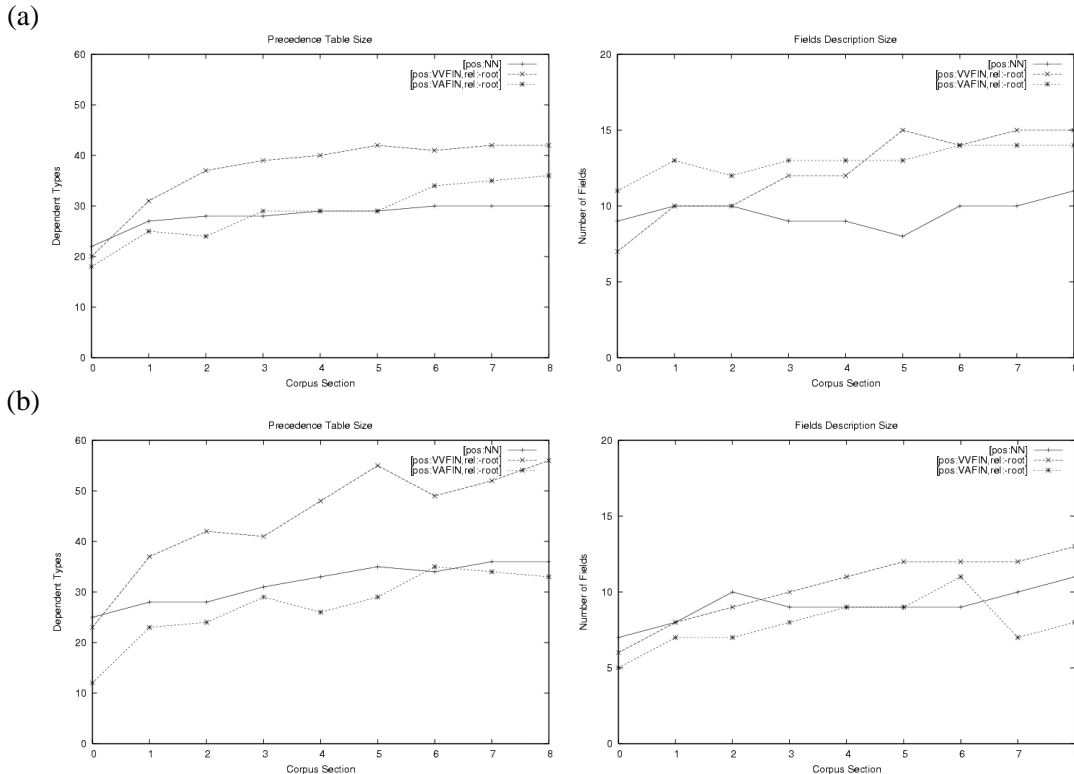 (a)
Precedence Table Size
60
50
40
30
20
10
0
Dependent Types
[pos:NN]
[pos:VVFIN,rel:-root]
[pos:VAFIN,rel:-root]
0 1 2 3 4 5 6 7 8
Corpus Section
Fields Description Size
20
15
10
5
0
Number of Fields
[pos:NN]
[pos:VVFIN,rel:-root]
[pos:VAFIN,rel:-root]
0 1 2 3 4 5 6 7 8
Corpus Section
(b)
Precedence Table Size
60
50
40
30
20
10
0
Dependent Types
[pos:NN]
[pos:VVFIN,rel:-root]
[pos:VAFIN,rel:-root]
0 1 2 3 4 5 6 7 8
Corpus Section
Fields Description Size
20
15
10
5
0
Number of Fields
[pos:NN]
[pos:VVFIN,rel:-root]
[pos:VAFIN,rel:-root]
0 1 2 3 4 5 6 7 8
Corpus Section